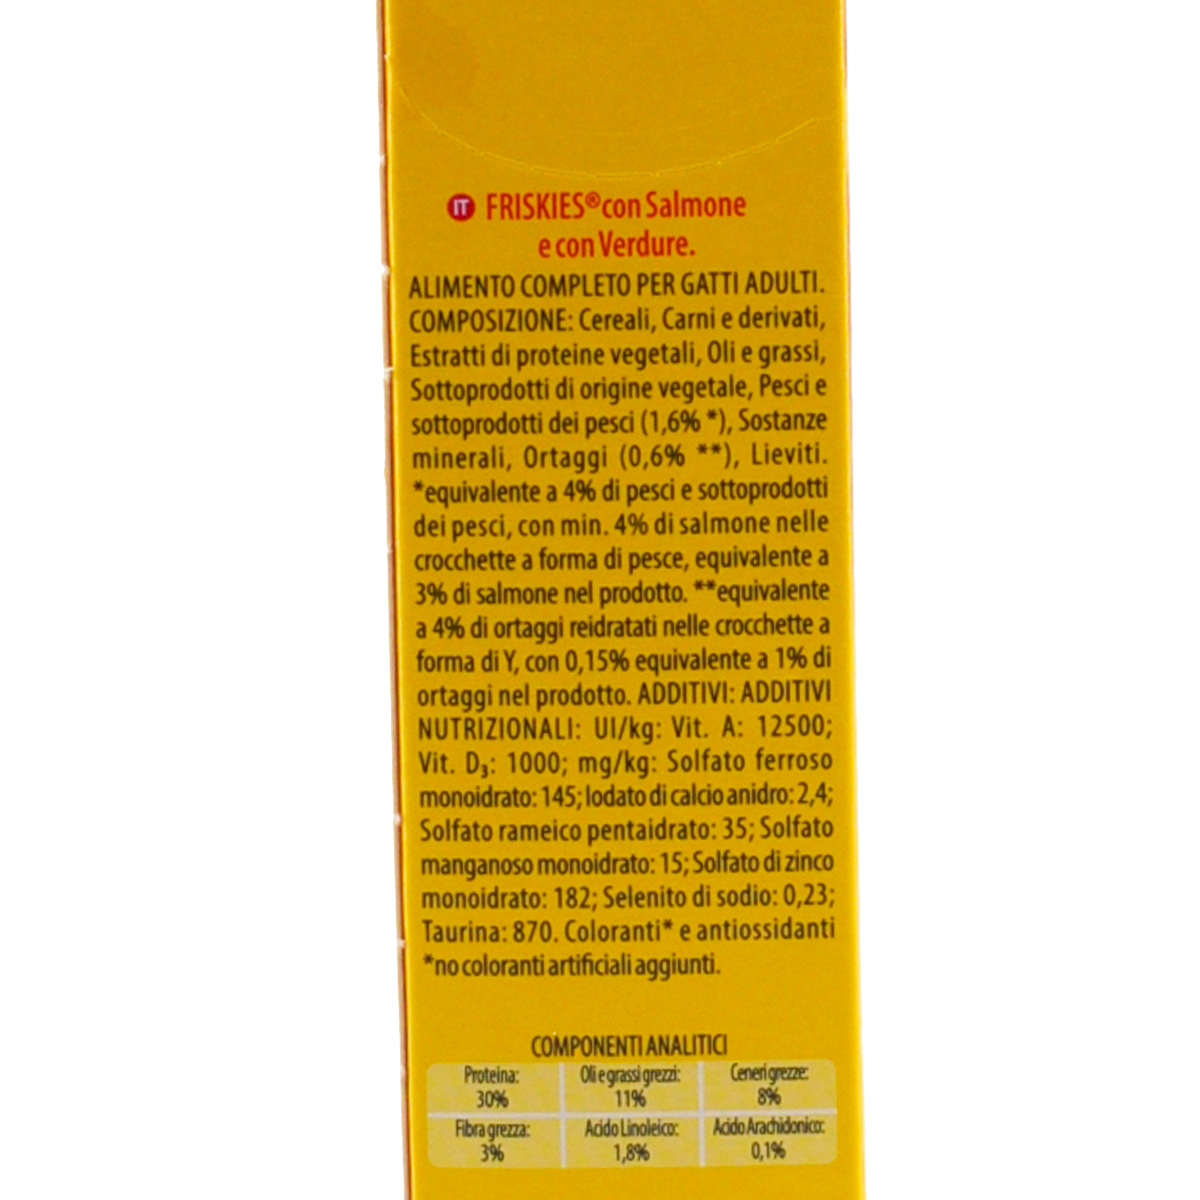 IT FRISKIES® con Salmone
e con Verdure.
ALIMENTO COMPLETO PER GATTI ADULTI.
COMPOSIZIONE: Cereali, Carni e derivati,
Estratti di proteine vegetali, Oli e grassi,
Sottoprodotti di origine vegetale, Pesci e
sottoprodotti dei pesci (1,6% *), Sostanze
minerali, Ortaggi (0,6% **), Lieviti.
*equivalente a 4% di pesci e sottoprodotti
dei pesci, con min. 4% di salmone nelle
crocchette a forma di pesce, equivalente a
3% di salmone nel prodotto. **equivalente
a 4% di ortaggi reidratati nelle crocchette a
forma di Y, con 0,15% equivalente a 1% di
ortaggi nel prodotto. ADDITIVI: ADDITIVI
NUTRIZIONALI: UI/kg: Vit. A: 12500;
Vit. D₃: 1000; mg/kg: Solfato ferroso
monoidrato: 145; Iodato di calcio anidro: 2,4;
Solfato rameico pentaidrato: 35; Solfato
manganoso monoidrato: 15; Solfato di zinco
monoidrato: 182; Selenito di sodio: 0,23;
Taurina: 870. Coloranti* e antiossidanti
*no coloranti artificiali aggiunti.
COMPONENTI ANALITICI
Proteina: Oli e grassi grezzi: Ceneri grezze:
30% 11% 8%
Fibra grezza: Acido Linoleico: Acido Arachidonico:
3% 1,8% 0,1%